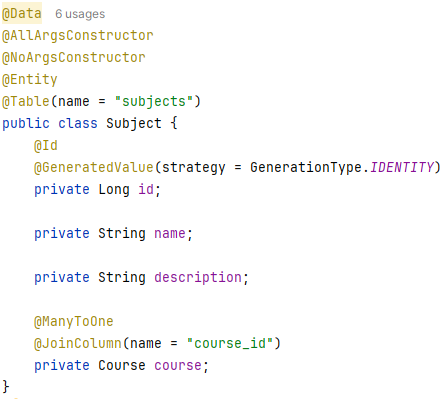 @Data 6 usages
@AllArgsConstructor
@NoArgsConstructor
@Entity
@Table(name = "subjects")
public class Subject {
    @Id
    @GeneratedValue(strategy = GenerationType.IDENTITY)
    private Long id;

    private String name;

    private String description;

    @ManyToOne
    @JoinColumn(name = "course_id")
    private Course course;
}